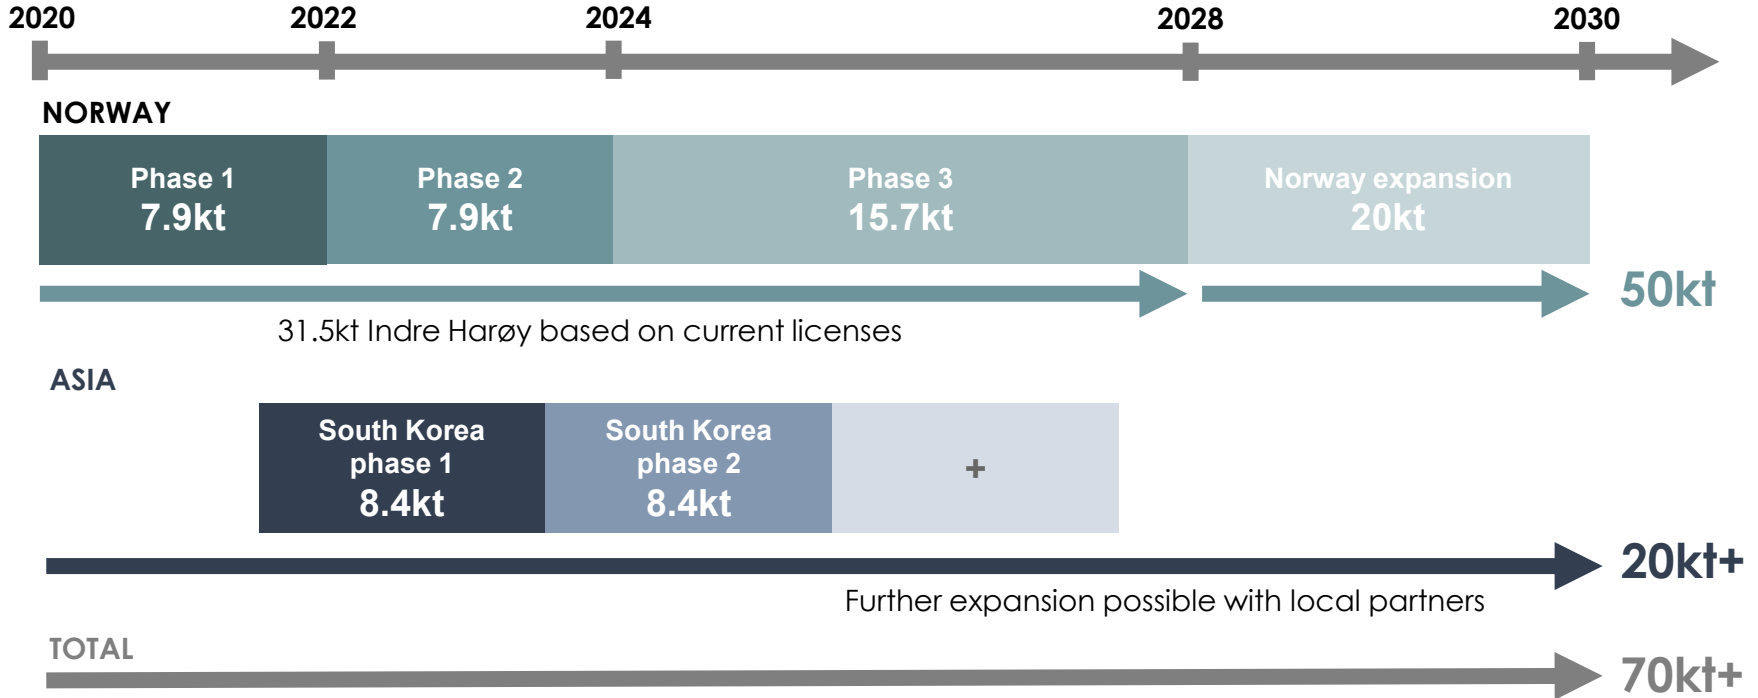 2020 2022 2024 2028 2030
NORWAY
Phase 1 Phase 2 Phase 3 Norway expansion
7.9kt 7.9kt 15.7kt 20kt
50kt
31.5kt Indre Harøy based on current licenses
ASIA
South Korea South Korea
phase 1 phase 2 +
8.4kt 8.4kt
20kt+
Further expansion possible with local partners
TOTAL
70kt+